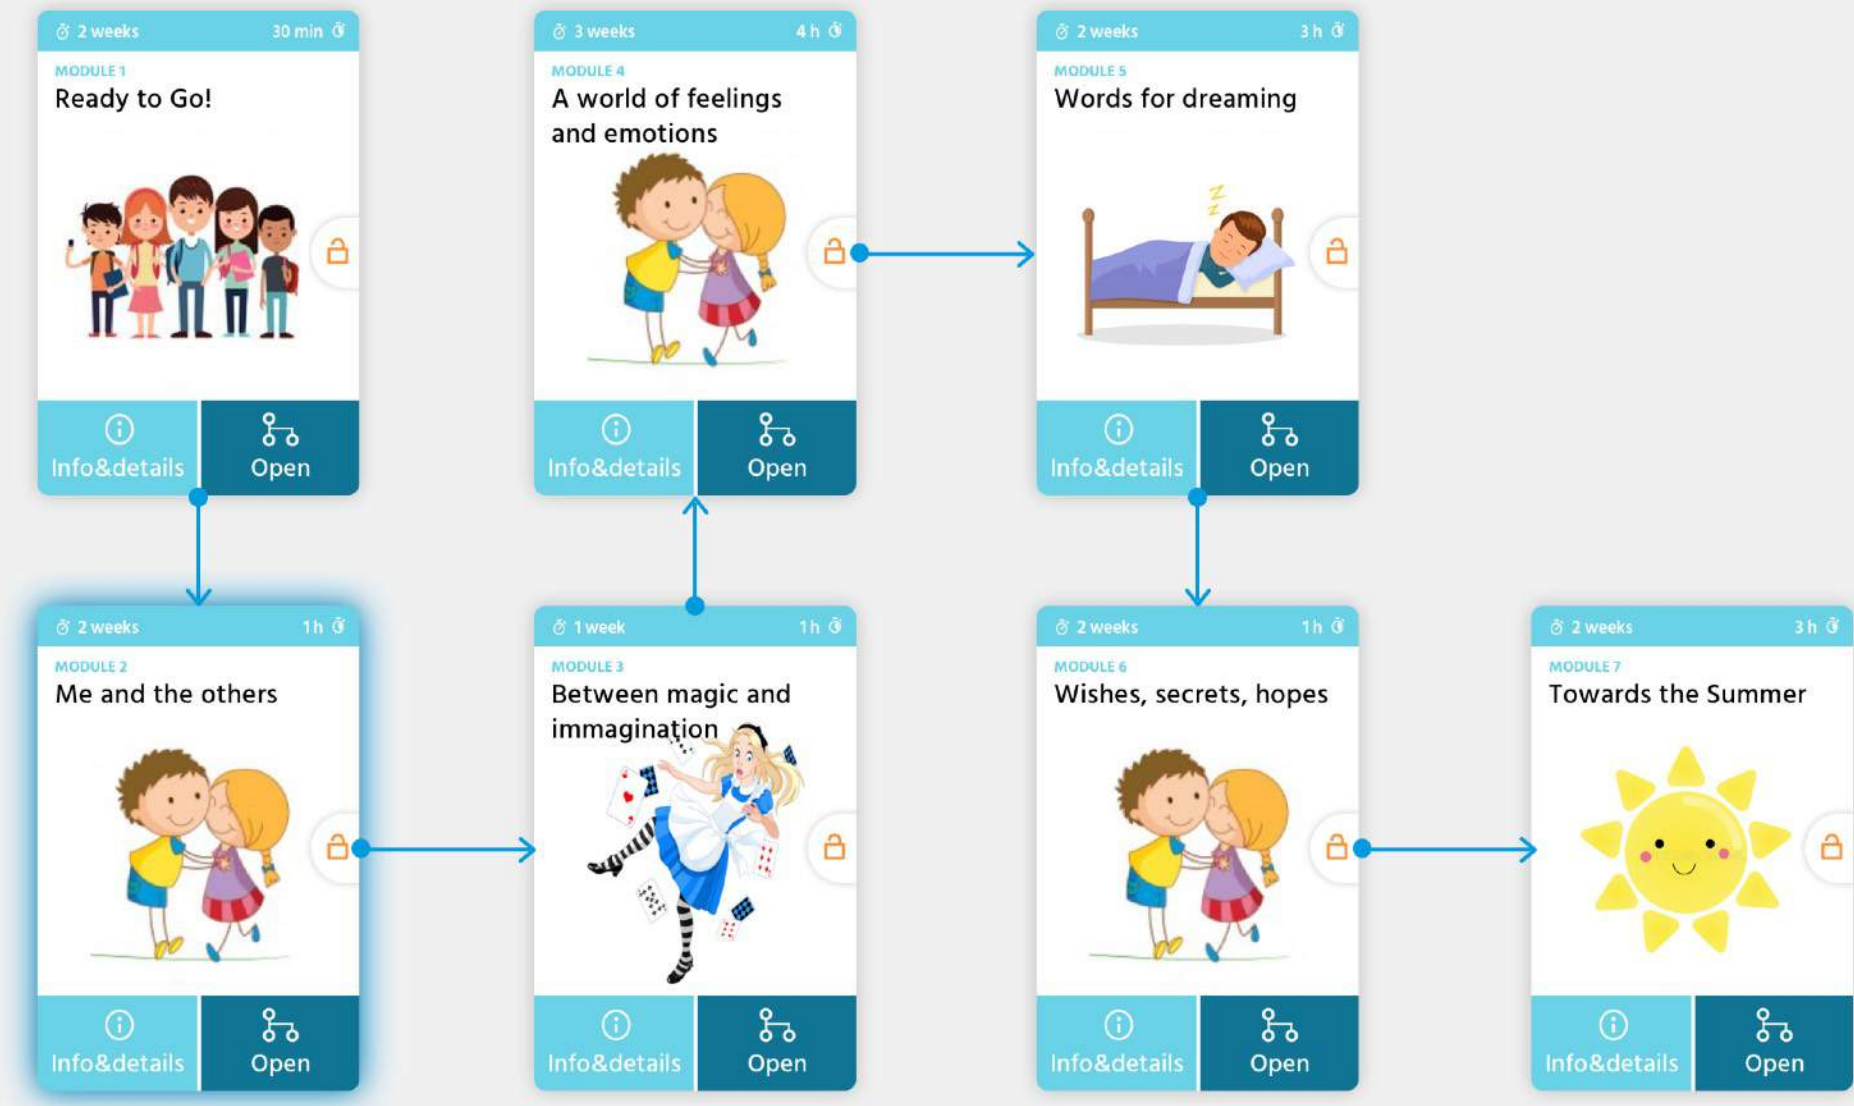 2 weeks 30 min
MODULE 1
Ready to Go!
Info&details Open
2 weeks 1 h
MODULE 2
Me and the others
Info&details Open
1 week 1 h
MODULE 3
Between magic and
immagination
Info&details Open
3 weeks 4 h
MODULE 4
A world of feelings
and emotions
Info&details Open
2 weeks 3 h
MODULE 5
Words for dreaming
Info&details Open
2 weeks 1 h
MODULE 6
Wishes, secrets, hopes
Info&details Open
2 weeks 3 h
MODULE 7
Towards the Summer
Info&details Open